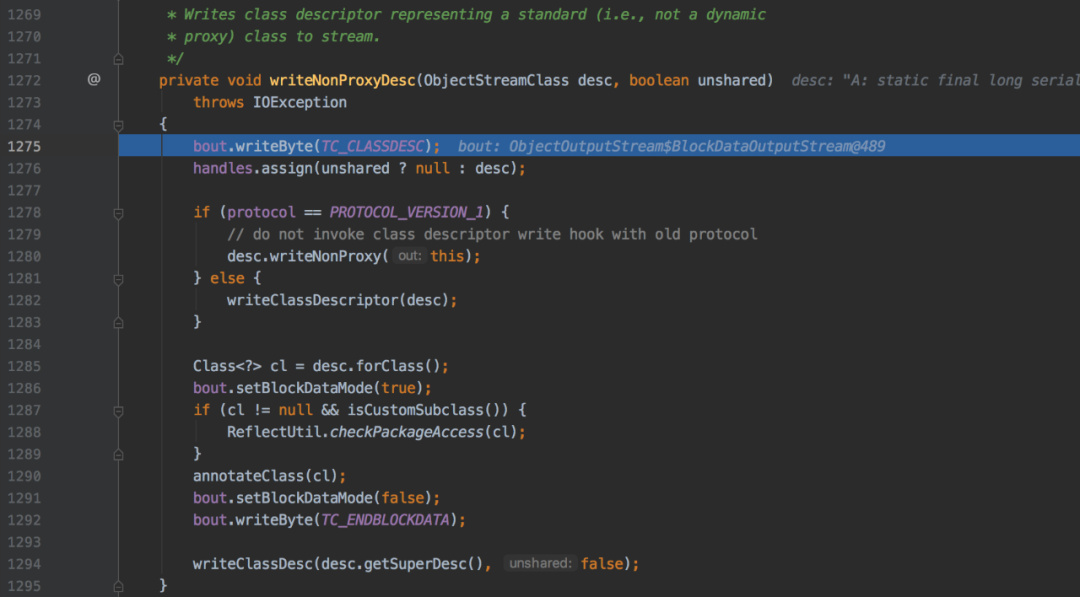 1269 * Writes class descriptor representing a standard (i.e., not a dynamic
1270 * proxy) class to stream.
1271 */
1272 @ private void writeNonProxyDesc(ObjectStreamClass desc, boolean unshared) desc: "A: static final long serial
1273 throws IOException
1274 {
1275 bout.writeByte(TC_CLASSDESC); bout: ObjectOutputStream$BlockDataOutputStream@489
1276 handles.assign(unshared ? null : desc);
1277
1278 if (protocol == PROTOCOL_VERSION_1) {
1279 // do not invoke class descriptor write hook with old protocol
1280 desc.writeNonProxy( out: this);
1281 } else {
1282 writeClassDescriptor(desc);
1283 }
1284
1285 Class<?> cl = desc.forClass();
1286 bout.setBlockDataMode(true);
1287 if (cl != null && isCustomSubclass()) {
1288 ReflectUtil.checkPackageAccess(cl);
1289 }
1290 annotateClass(cl);
1291 bout.setBlockDataMode(false);
1292 bout.writeByte(TC_ENDBLOCKDATA);
1293
1294 writeClassDesc(desc.getSuperDesc(), unshared: false);
1295 }